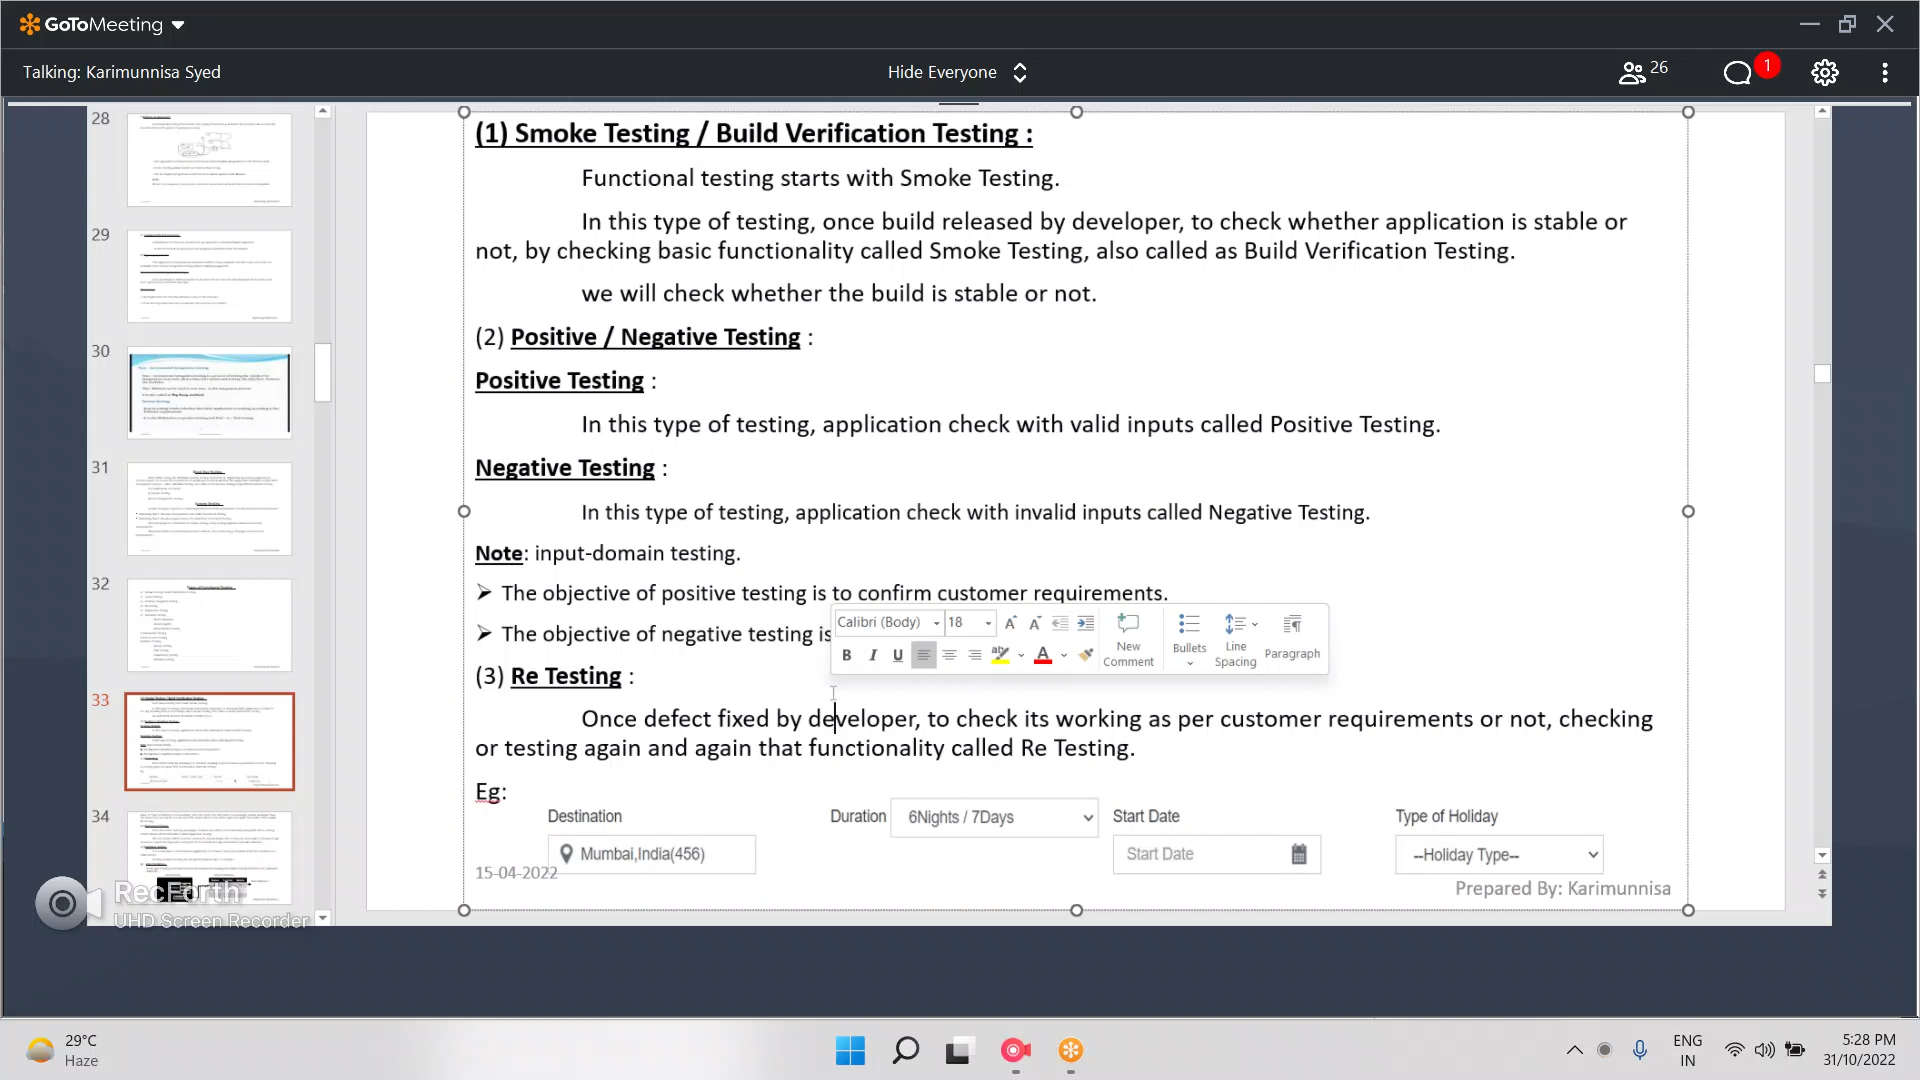 GoToMeeting
Talking: Karimunnisa Syed
Hide Everyone
26
1
28
29
30
31
32
33
34
(1) Smoke Testing / Build Verification Testing :
Functional testing starts with Smoke Testing.
In this type of testing, once build released by developer, to check whether application is stable or
not, by checking basic functionality called Smoke Testing, also called as Build Verification Testing.
we will check whether the build is stable or not.
(2) Positive / Negative Testing :
Positive Testing :
In this type of testing, application check with valid inputs called Positive Testing.
Negative Testing :
In this type of testing, application check with invalid inputs called Negative Testing.
Note: input-domain testing.
➢ The objective of positive testing is to confirm customer requirements.
➢ The objective of negative testing is
Calibri (Body) 18
New Comment
Bullets
Line Spacing
Paragraph
(3) Re Testing :
Once defect fixed by developer, to check its working as per customer requirements or not, checking
or testing again and again that functionality called Re Testing.
Eg:
Destination Duration 6Nights / 7Days Start Date Type of Holiday
Mumbai,India(456) Start Date --Holiday Type--
15-04-2022
Prepared By: Karimunnisa
RecForth
UHD Screen Recorder
29°C
Haze
ENG
IN
5:28 PM
31/10/2022